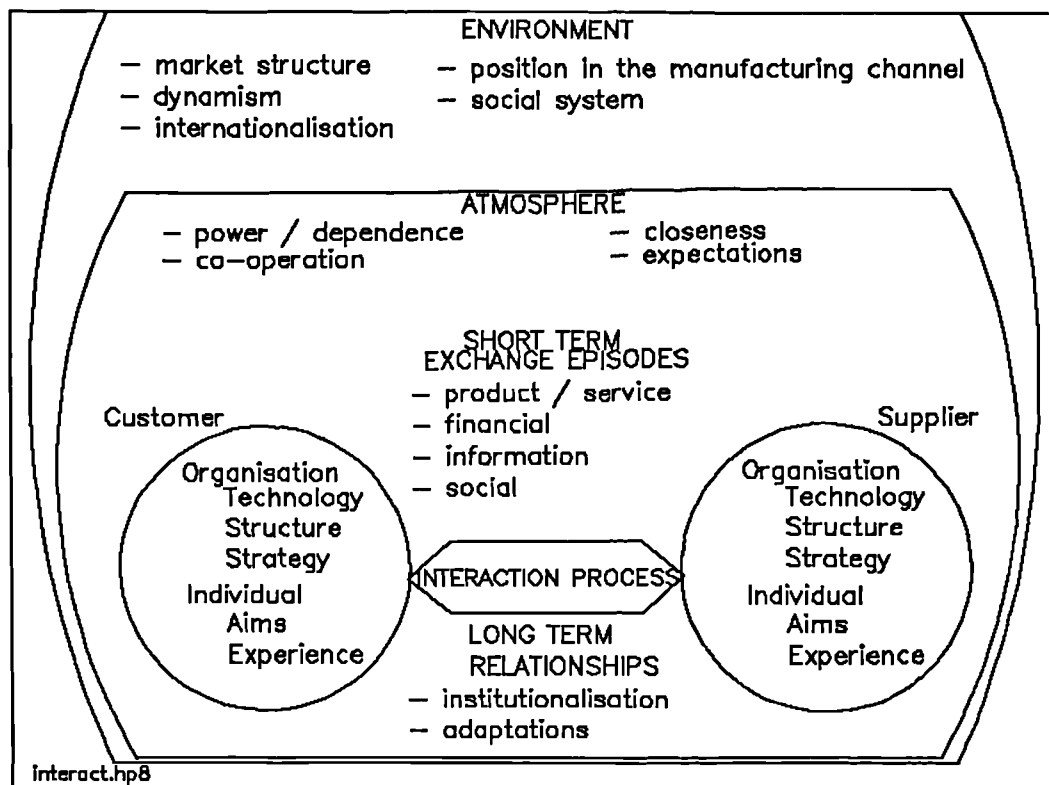 ENVIRONMENT
– market structure
– dynamism
– internationalisation
– position in the manufacturing channel
– social system
ATMOSPHERE
– power / dependence
– co-operation
– closeness
– expectations
SHORT TERM
EXCHANGE EPISODES
– product / service
– financial
– information
– social
Customer
Organisation
Technology
Structure
Strategy
Individual
Aims
Experience
INTERACTION PROCESS
Supplier
Organisation
Technology
Structure
Strategy
Individual
Aims
Experience
LONG TERM
RELATIONSHIPS
– institutionalisation
– adaptations
interact.hp8